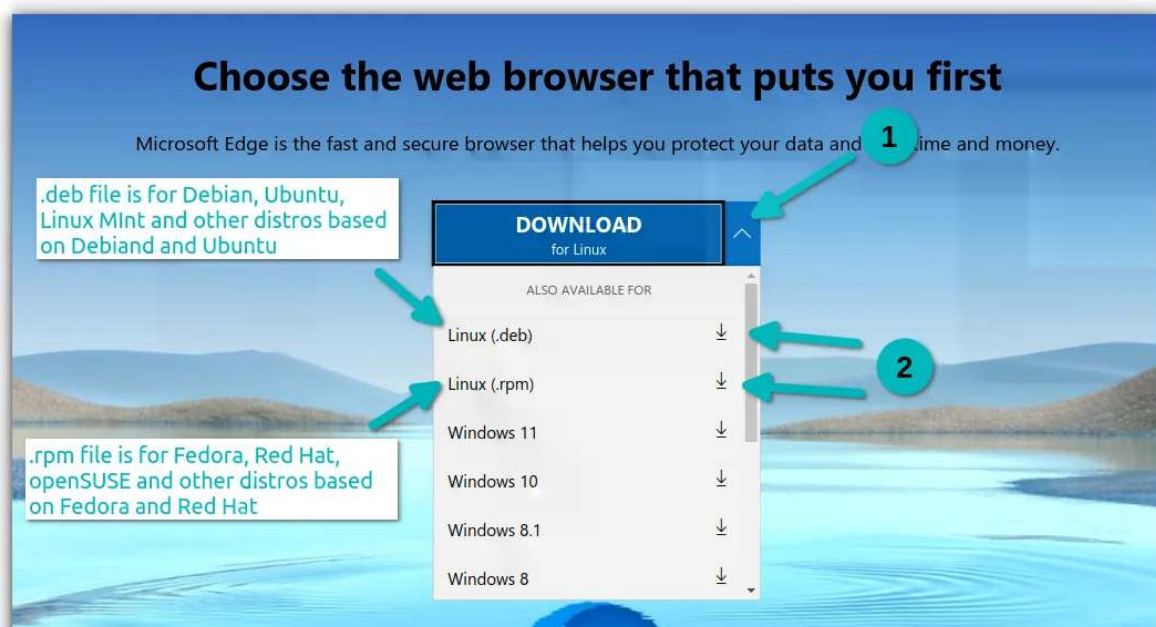 Choose the web browser that puts you first
Microsoft Edge is the fast and secure browser that helps you protect your data and time and money.
1
.deb file is for Debian, Ubuntu,
Linux MInt and other distros based
on Debiand and Ubuntu
DOWNLOAD
for Linux
ALSO AVAILABLE FOR
Linux (.deb)
Linux (.rpm)
2
Windows 11
.rpm file is for Fedora, Red Hat,
openSUSE and other distros based
on Fedora and Red Hat
Windows 10
Windows 8.1
Windows 8